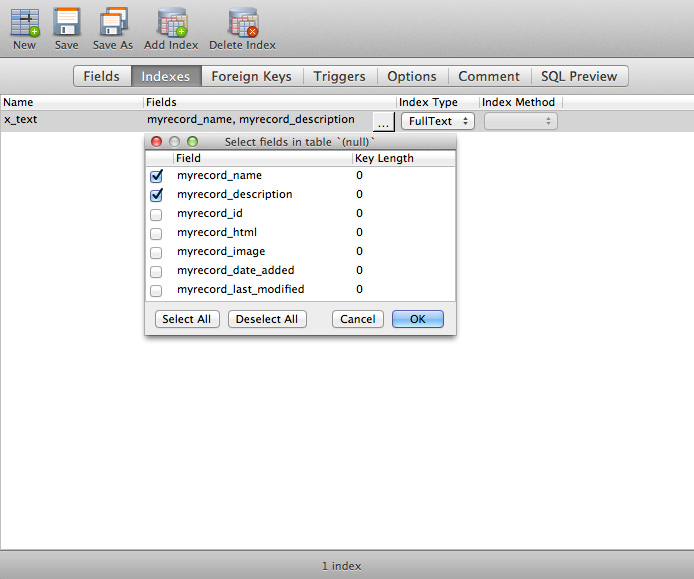 New Save Save As Add Index Delete Index
Fields Indexes Foreign Keys Triggers Options Comment SQL Preview
Name Fields Index Type Index Method
x_text myrecord_name, myrecord_description ... FullText
Select fields in table `(null)`
Field Key Length
myrecord_name 0
myrecord_description 0
myrecord_id 0
myrecord_html 0
myrecord_image 0
myrecord_date_added 0
myrecord_last_modified 0
Select All Deselect All Cancel OK
1 index